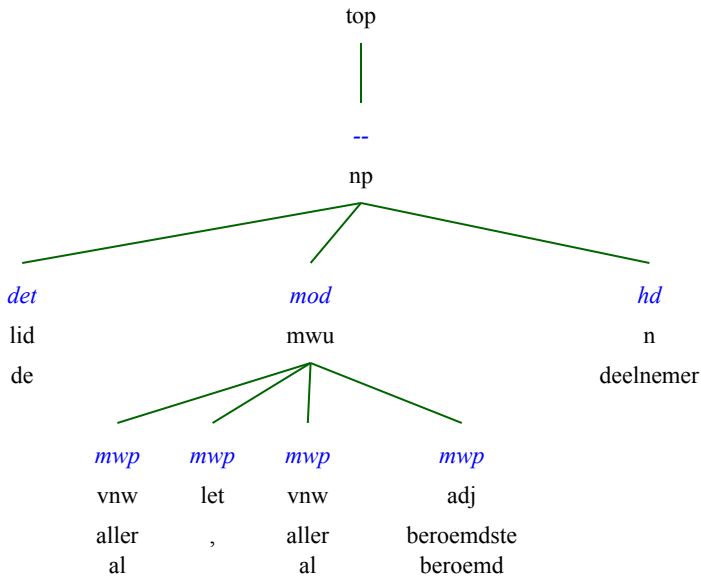 top
--
np
det mod hd
lid mwu n
de deelnemer
mwp mwp mwp mwp
vnw let vnw adj
aller , aller beroemdste
al al beroemd